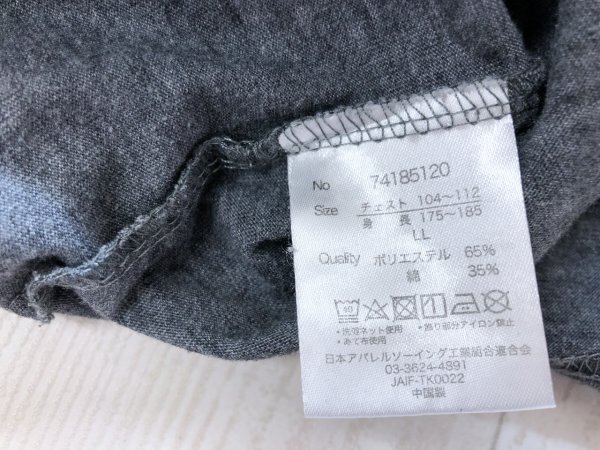 No 74185120
Size チェスト 104〜112
身長 175〜185
LL
Quality ポリエステル 65%
綿 35%
40
・洗濯ネット使用 ・飾り部分アイロン禁止
・あて布使用
日本アパレルソーイング工業組合連合会
03-3624-4891
JAIF-TK0022
中国製